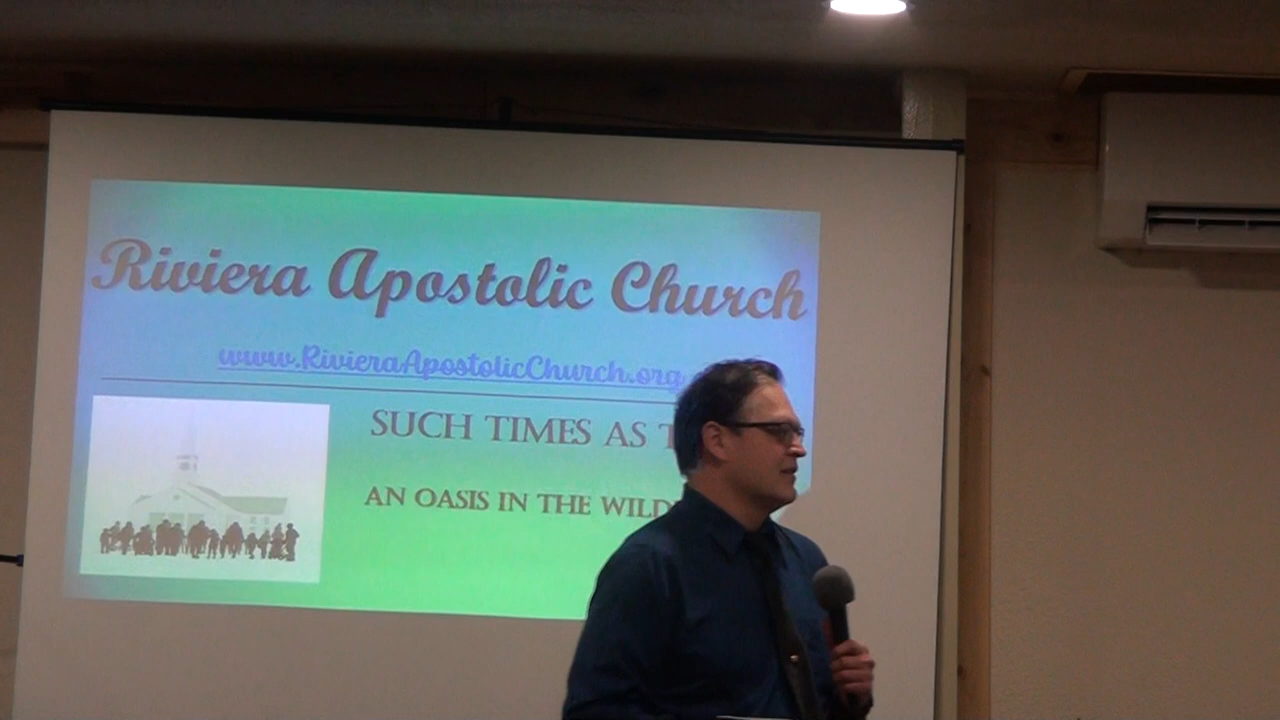 Riviera Apostolic Church
www.RivieraApostolicChurch.org
SUCH TIMES AS
AN OASIS IN THE